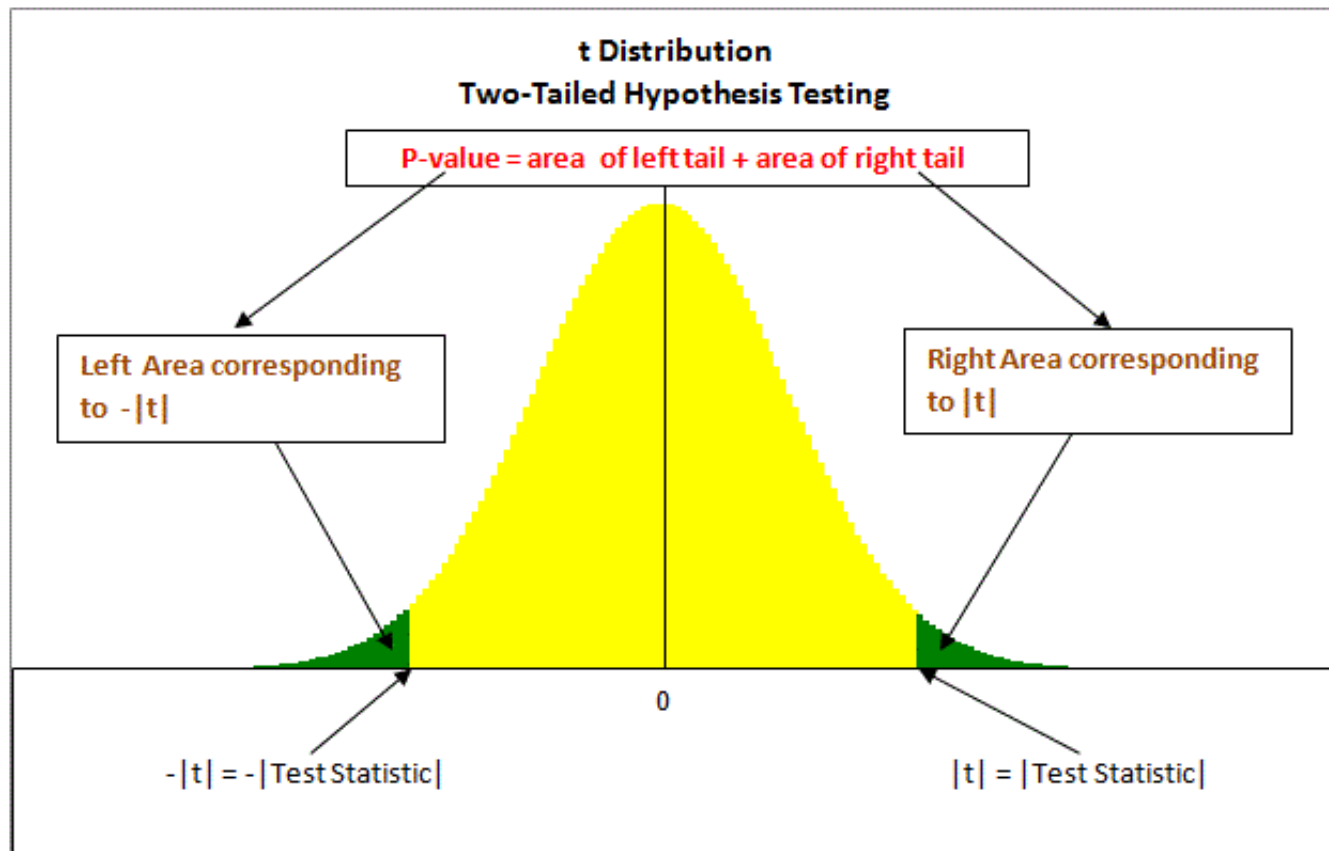 t Distribution
Two-Tailed Hypothesis Testing
P-value = area of left tail + area of right tail
Left Area corresponding
to -|t|
Right Area corresponding
to |t|
0
-|t| = -|Test Statistic|
|t| = |Test Statistic|